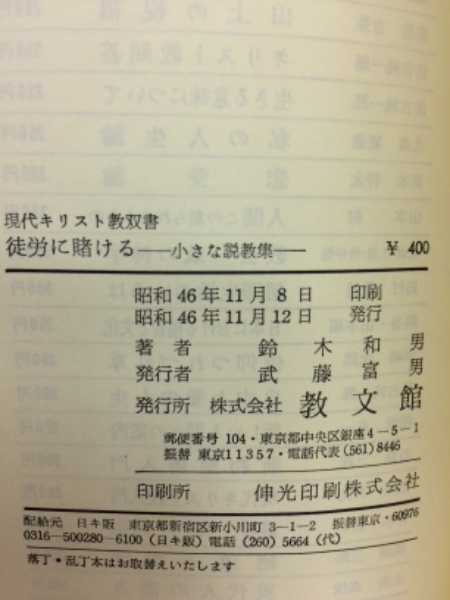 現代キリスト教双書
徒労に賭ける――小さな説教集―― ¥ 400
昭和 46 年 11 月 8 日 印刷
昭和 46 年 11 月 12 日 発行
著者 鈴木和男
発行者 武藤富男
発行所 株式会社 教文館
郵便番号 104・東京都中央区銀座 4-5-1
振替 東京11357・電話代表 (561) 8446
印刷所 伸光印刷株式会社
配給元 日キ販 東京都新宿区新小川町 3-1-2 振替東京・60976
0316-500280-6100 (日キ販) 電話 (260) 5664 (代)
落丁・乱丁本はお取替えいたします